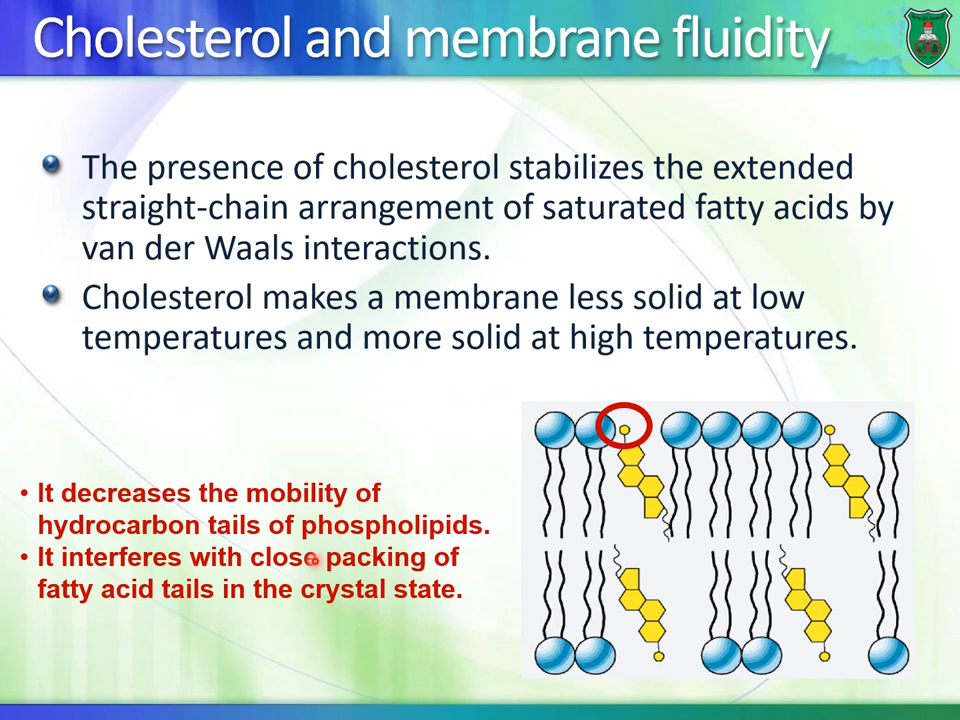 Cholesterol and membrane fluidity
The presence of cholesterol stabilizes the extended
straight-chain arrangement of saturated fatty acids by
van der Waals interactions.
Cholesterol makes a membrane less solid at low
temperatures and more solid at high temperatures.
• It decreases the mobility of
hydrocarbon tails of phospholipids.
• It interferes with close packing of
fatty acid tails in the crystal state.